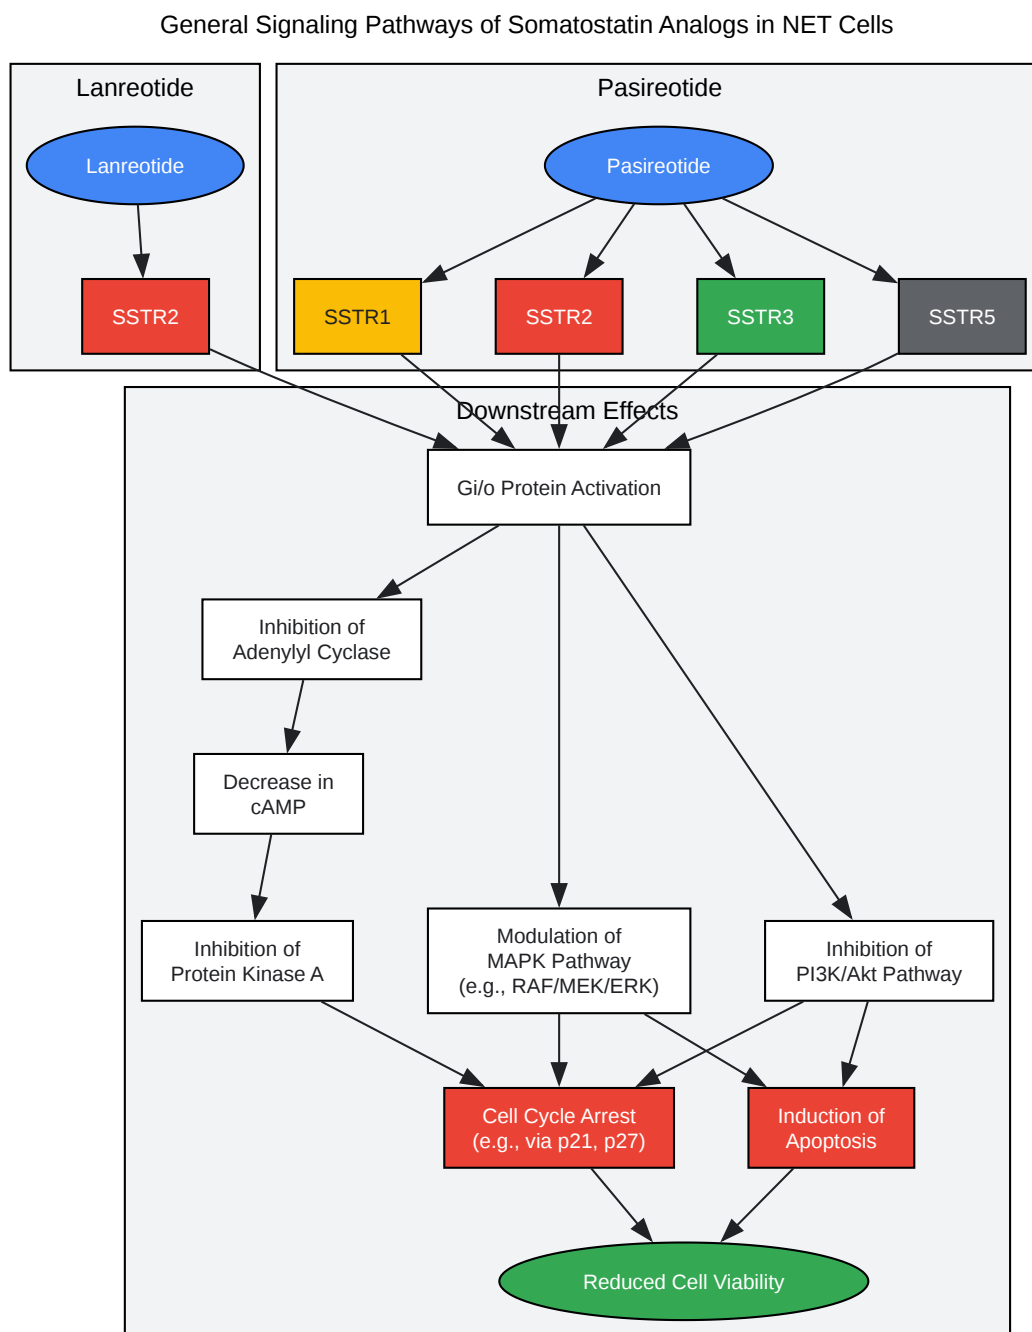 General Signaling Pathways of Somatostatin Analogs in NET Cells
Lanreotide
Pasireotide
Lanreotide
Pasireotide
SSTR2
SSTR1
SSTR2
SSTR3
SSTR5
Downstream Effects
Gi/o Protein Activation
Inhibition of
Adenylyl Cyclase
Decrease in
cAMP
Inhibition of
Protein Kinase A
Modulation of
MAPK Pathway
(e.g., RAF/MEK/ERK)
Inhibition of
PI3K/Akt Pathway
Cell Cycle Arrest
(e.g., via p21, p27)
Induction of
Apoptosis
Reduced Cell Viability